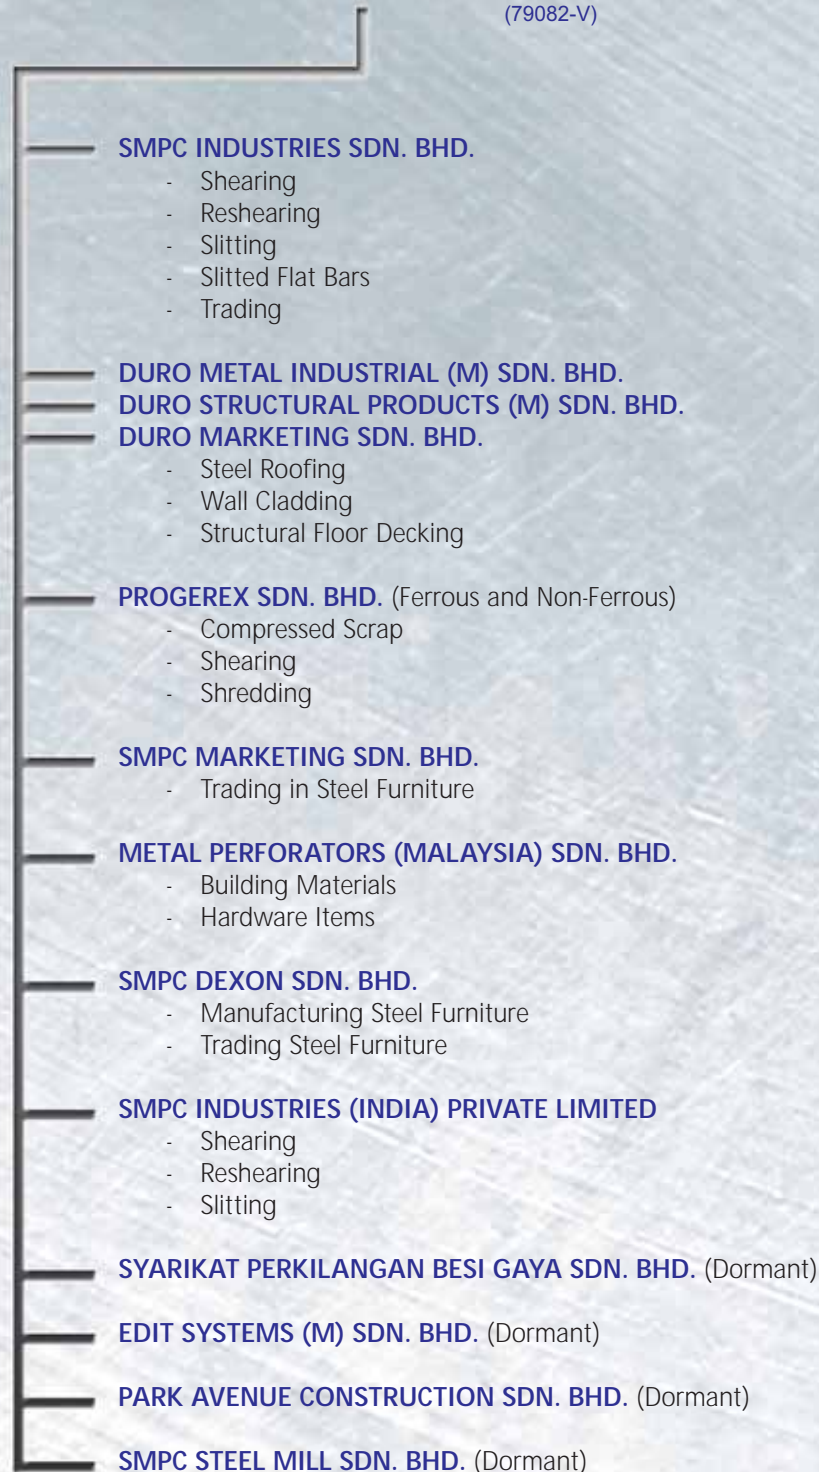 (79082-V)
SMPC INDUSTRIES SDN. BHD.
- Shearing
- Reshearing
- Slitting
- Slitted Flat Bars
- Trading
DURO METAL INDUSTRIAL (M) SDN. BHD.
DURO STRUCTURAL PRODUCTS (M) SDN. BHD.
DURO MARKETING SDN. BHD.
- Steel Roofing
- Wall Cladding
- Structural Floor Decking
PROGEREX SDN. BHD. (Ferrous and Non-Ferrous)
- Compressed Scrap
- Shearing
- Shredding
SMPC MARKETING SDN. BHD.
- Trading in Steel Furniture
METAL PERFORATORS (MALAYSIA) SDN. BHD.
- Building Materials
- Hardware Items
SMPC DEXON SDN. BHD.
- Manufacturing Steel Furniture
- Trading Steel Furniture
SMPC INDUSTRIES (INDIA) PRIVATE LIMITED
- Shearing
- Reshearing
- Slitting
SYARIKAT PERKILANGAN BESI GAYA SDN. BHD. (Dormant)
EDIT SYSTEMS (M) SDN. BHD. (Dormant)
PARK AVENUE CONSTRUCTION SDN. BHD. (Dormant)
SMPC STEEL MILL SDN. BHD. (Dormant)